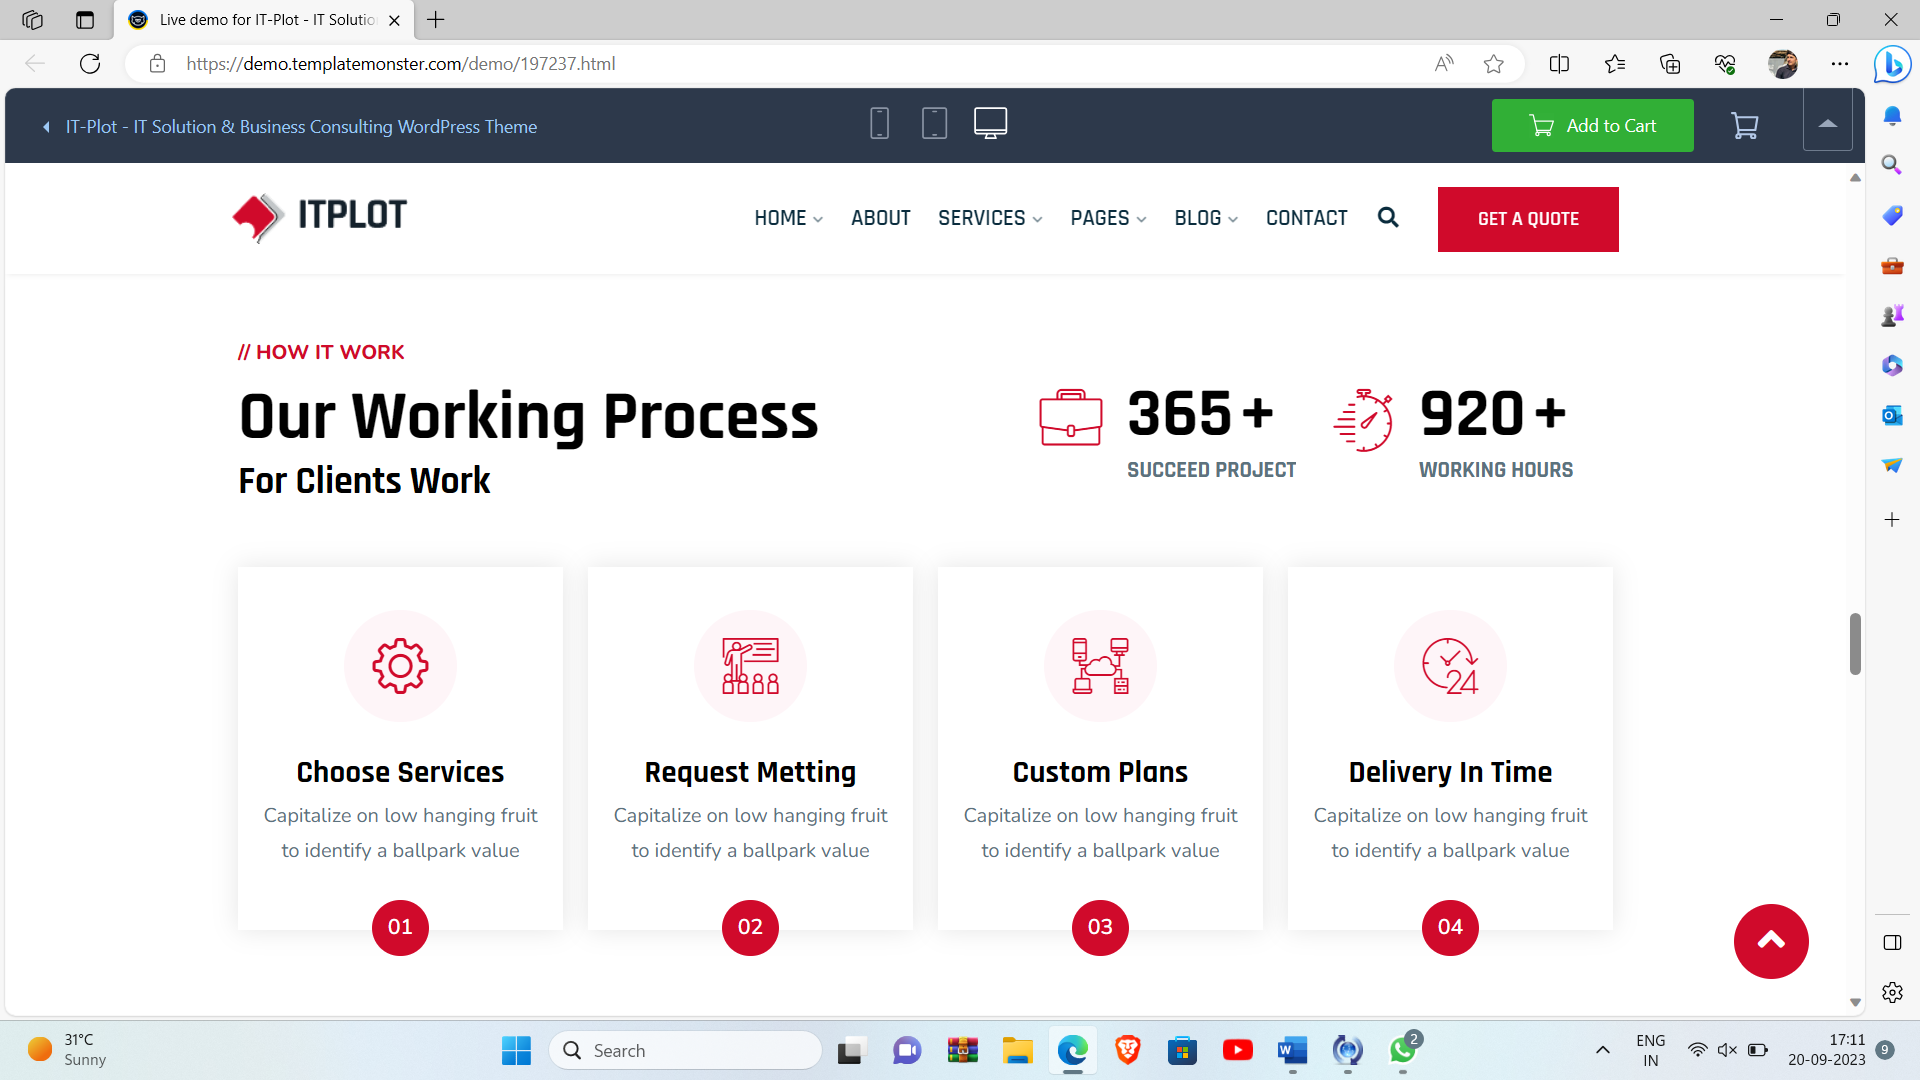 Live demo for IT-Plot - IT Solutio
https://demo.templatemonster.com/demo/197237.html
IT-Plot - IT Solution & Business Consulting WordPress Theme
Add to Cart
ITPLOT
HOME
ABOUT
SERVICES
PAGES
BLOG
CONTACT
GET A QUOTE
// HOW IT WORK
Our Working Process
For Clients Work
365 +
SUCCEED PROJECT
920 +
WORKING HOURS
Choose Services
Capitalize on low hanging fruit
to identify a ballpark value
01
Request Metting
Capitalize on low hanging fruit
to identify a ballpark value
02
Custom Plans
Capitalize on low hanging fruit
to identify a ballpark value
03
24
Delivery In Time
Capitalize on low hanging fruit
to identify a ballpark value
04
31°C
Sunny
Search
2
ENG
IN
17:11
20-09-2023
9